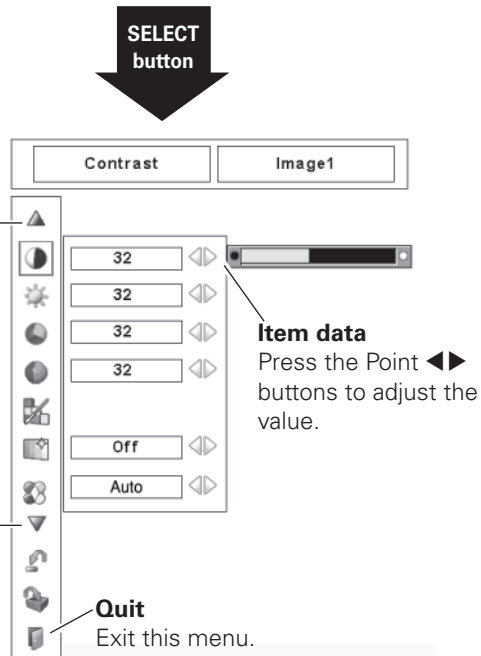 SELECT
button
Contrast Image1
32
32
32
32
Off
Auto
Item data
Press the Point ◀▶
buttons to adjust the
value.
Quit
Exit this menu.